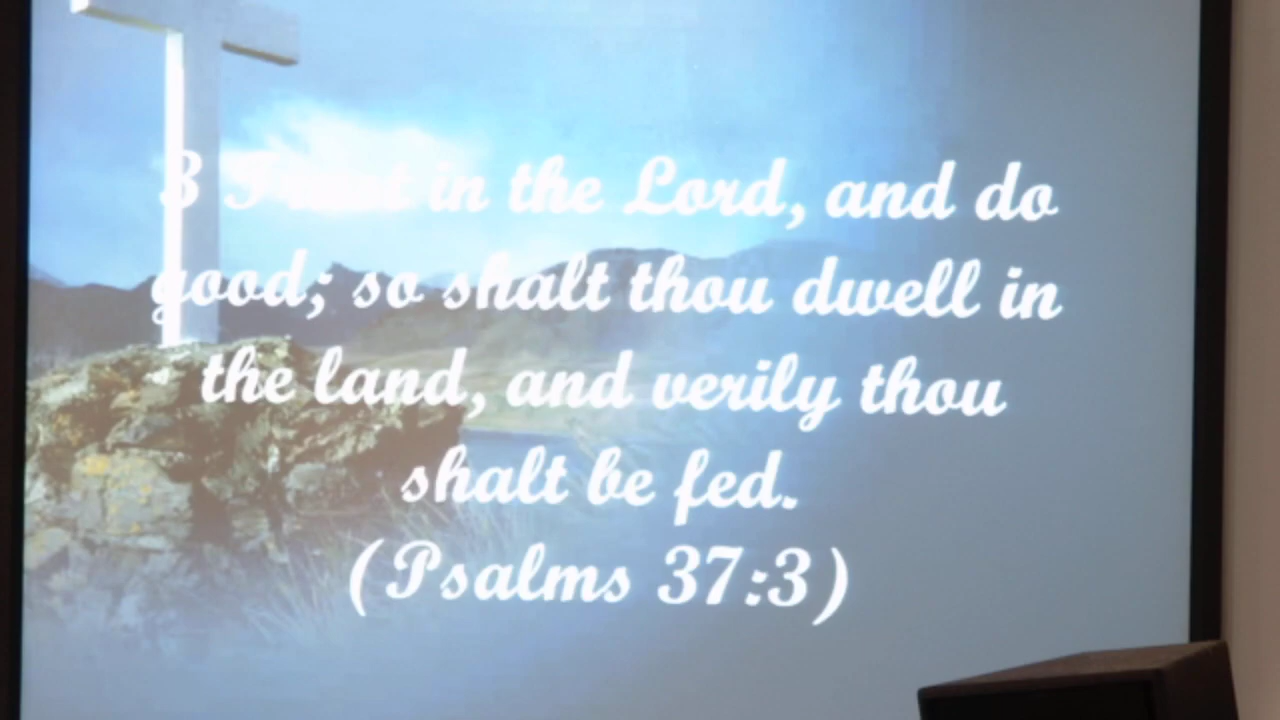 3 Trust in the Lord, and do
good; so shalt thou dwell in
the land, and verily thou
shalt be fed.
(Psalms 37:3)